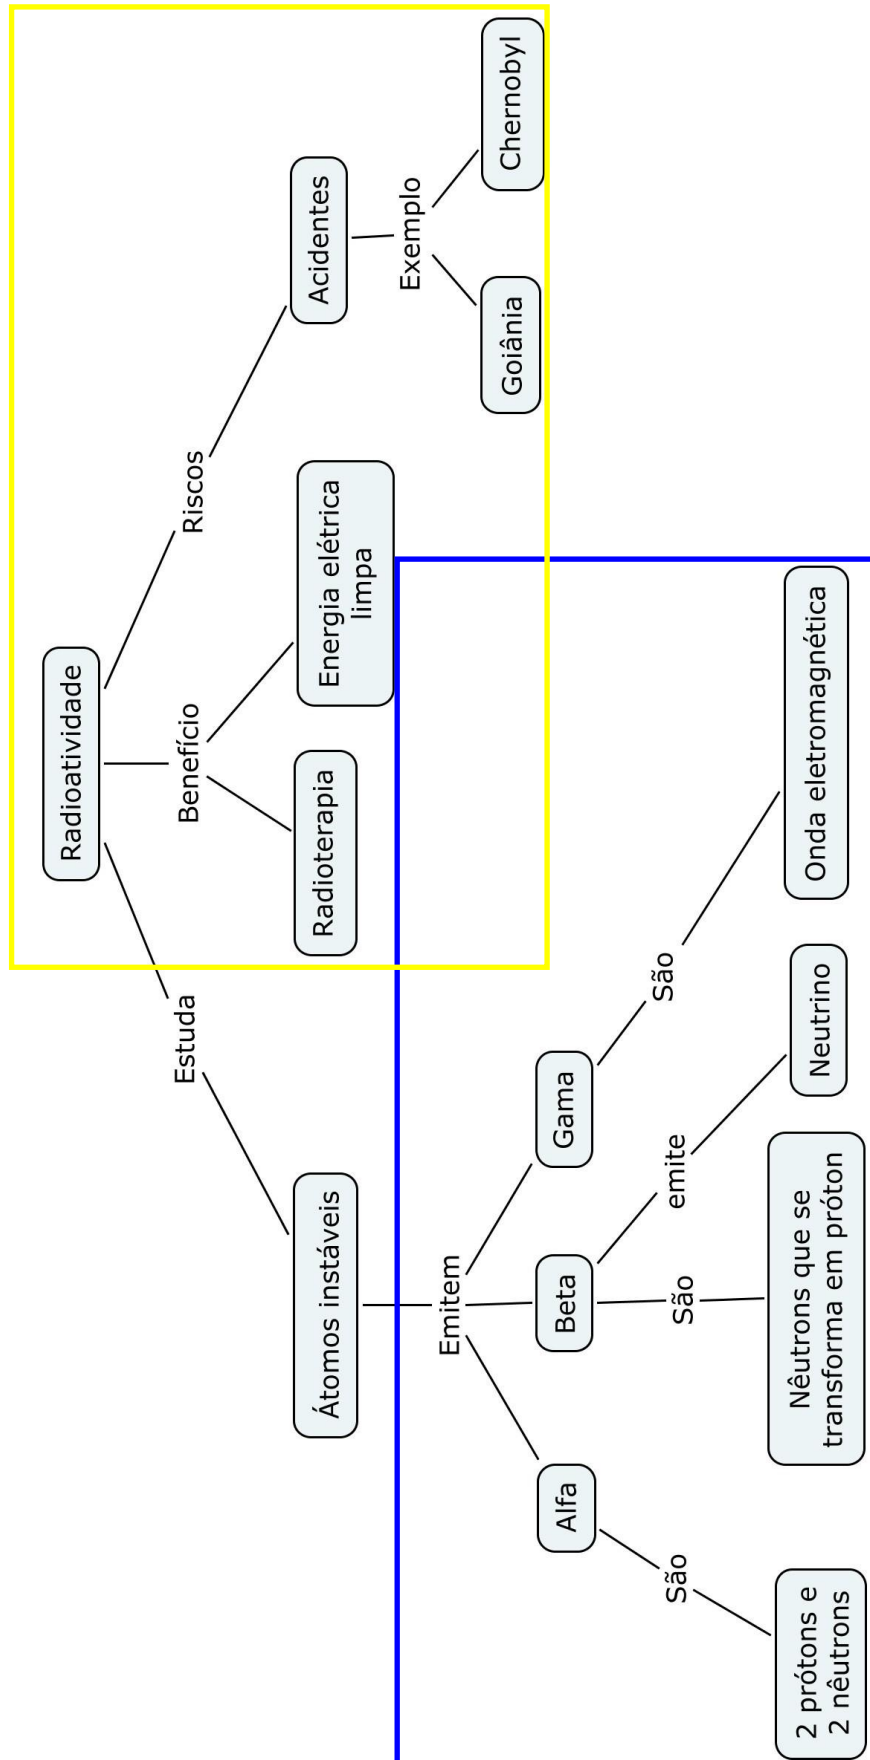 Radioatividade
Estuda
Benefício
Riscos
Átomos instáveis
Radioterapia
Energia elétrica
limpa
Acidentes
Emitem
Exemplo
Goiânia
Chernobyl
Alfa
Beta
Gama
São
São
emite
São
2 prótons e
2 nêutrons
Nêutrons que se
transforma em próton
Neutrino
Onda eletromagnética